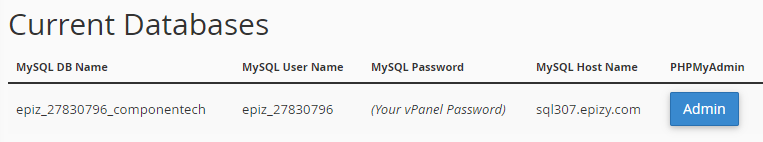 Current Databases
MySQL DB Name MySQL User Name MySQL Password MySQL Host Name PHPMyAdmin
epiz_27830796_componentech epiz_27830796 (Your vPanel Password) sql307.epizy.com Admin